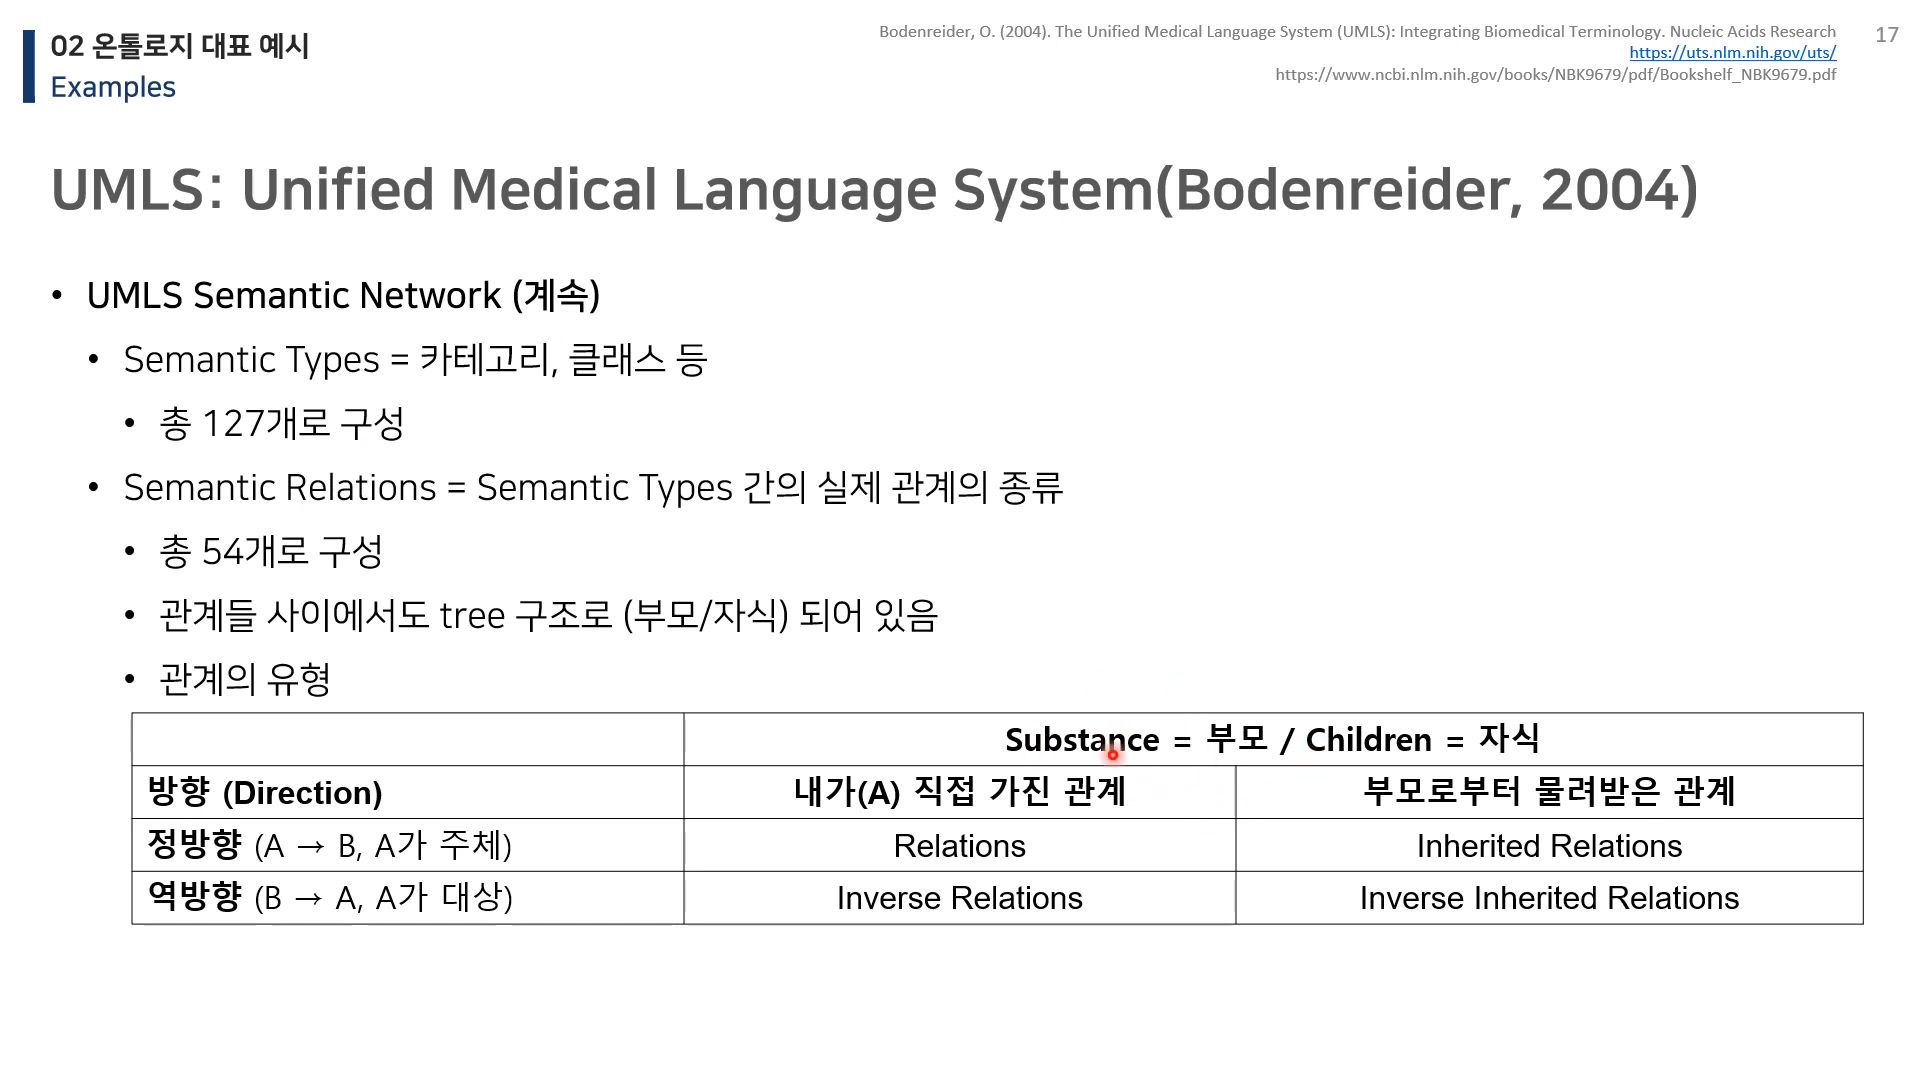 02 온톨로지 대표 예시
Examples
Bodenreider, O. (2004). The Unified Medical Language System (UMLS): Integrating Biomedical Terminology. Nucleic Acids Research
https://uts.nlm.nih.gov/uts/
https://www.ncbi.nlm.nih.gov/books/NBK9679/pdf/Bookshelf_NBK9679.pdf
17
UMLS: Unified Medical Language System(Bodenreider, 2004)
• UMLS Semantic Network (계속)
• Semantic Types = 카테고리, 클래스 등
• 총 127개로 구성
• Semantic Relations = Semantic Types 간의 실제 관계의 종류
• 총 54개로 구성
• 관계들 사이에서도 tree 구조로 (부모/자식) 되어 있음
• 관계의 유형
Substance = 부모 / Children = 자식
방향 (Direction) 내가(A) 직접 가진 관계 부모로부터 물려받은 관계
정방향 (A → B, A가 주체) Relations Inherited Relations
역방향 (B → A, A가 대상) Inverse Relations Inverse Inherited Relations